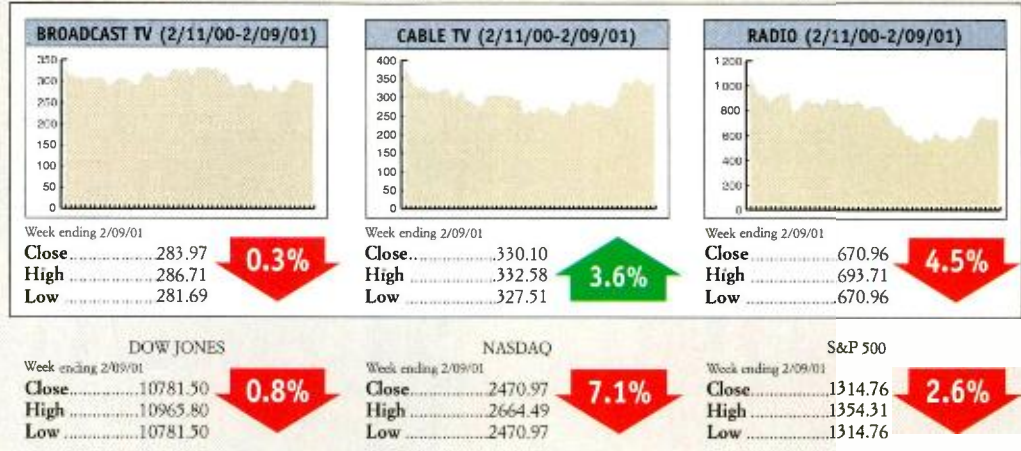 BROADCAST TV (2/11/00-2/09/01)
350
300
250
200
150
100
50
0
Week ending 2/09/01
Close...................283.97
High ...................286.71
Low ...................281.69
0.3%
CABLE TV (2/11/00-2/09/01)
400
350
300
250
200
150
100
50
0
Week ending 2/09/01
Close...................330.10
High ...................332.58
Low ...................327.51
3.6%
RADIO (2/11/00-2/09/01)
1200
1000
800
600
400
200
0
Week ending 2/09/01
Close...................670.96
High ...................693.71
Low ...................670.96
4.5%
DOW JONES
Week ending 2/09/01
Close...............10781.50
High ...............10965.80
Low ................10781.50
0.8%
NASDAQ
Week ending 2/09/01
Close.................2470.97
High .................2664.49
Low ..................2470.97
7.1%
S&P 500
Week ending 2/09/01
Close.................1314.76
High .................1354.31
Low ..................1314.76
2.6%